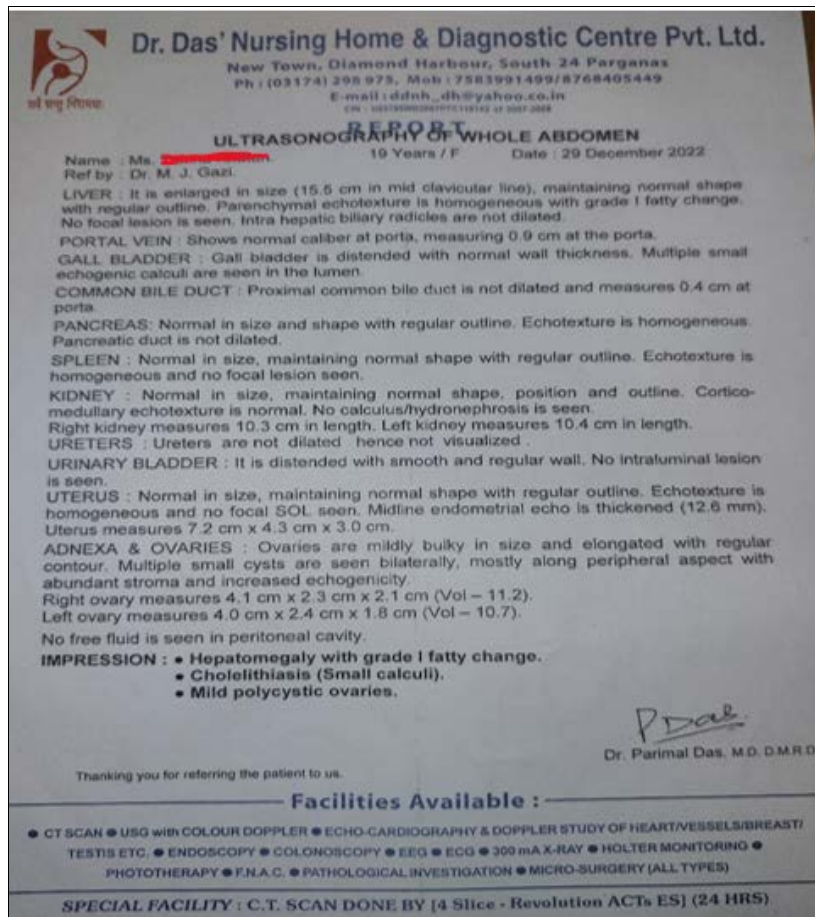 Dr. Das' Nursing Home & Diagnostic Centre Pvt. Ltd.
New Town, Diamond Harbour, South 24 Parganas
Ph : (03174) 298 975, Mob : 7583991499/8768405449
E-mail : ddnh_dh@yahoo.co.in
REPORT
ULTRASONOGRAPHY OF WHOLE ABDOMEN
Name : Ms. 19 Years / F Date : 29 December 2022
Ref by : Dr. M. J. Gazi.
LIVER : It is enlarged in size (15.5 cm in mid clavicular line), maintaining normal shape
with regular outline. Parenchymal echotexture is homogeneous with grade I fatty change.
No focal lesion is seen. Intra hepatic biliary radicles are not dilated.
PORTAL VEIN : Shows normal caliber at porta, measuring 0.9 cm at the porta.
GALL BLADDER : Gall bladder is distended with normal wall thickness. Multiple small
echogenic calculi are seen in the lumen.
COMMON BILE DUCT : Proximal common bile duct is not dilated and measures 0.4 cm at
porta.
PANCREAS: Normal in size and shape with regular outline. Echotexture is homogeneous.
Pancreatic duct is not dilated.
SPLEEN : Normal in size, maintaining normal shape with regular outline. Echotexture is
homogeneous and no focal lesion seen.
KIDNEY : Normal in size, maintaining normal shape, position and outline. Cortico-
medullary echotexture is normal. No calculus/hydronephrosis is seen.
Right kidney measures 10.3 cm in length. Left kidney measures 10.4 cm in length.
URETERS : Ureters are not dilated hence not visualized .
URINARY BLADDER : It is distended with smooth and regular wall. No intraluminal lesion
is seen.
UTERUS : Normal in size, maintaining normal shape with regular outline. Echotexture is
homogeneous and no focal SOL seen. Midline endometrial echo is thickened (12.6 mm).
Uterus measures 7.2 cm x 4.3 cm x 3.0 cm.
ADNEXA & OVARIES : Ovaries are mildly bulky in size and elongated with regular
contour. Multiple small cysts are seen bilaterally, mostly along peripheral aspect with
abundant stroma and increased echogenicity.
Right ovary measures 4.1 cm x 2.3 cm x 2.1 cm (Vol – 11.2).
Left ovary measures 4.0 cm x 2.4 cm x 1.8 cm (Vol – 10.7).
No free fluid is seen in peritoneal cavity.
IMPRESSION : ● Hepatomegaly with grade I fatty change.
● Cholelithiasis (Small calculi).
● Mild polycystic ovaries.
P Das
Dr. Parimal Das. M.D. D.M.R.D
Thanking you for referring the patient to us.
Facilities Available :
● CT SCAN ● USG with COLOUR DOPPLER ● ECHO-CARDIOGRAPHY & DOPPLER STUDY OF HEART/VESSELS/BREAST/
TESTIS ETC. ● ENDOSCOPY ● COLONOSCOPY ● EEG ● ECG ● 300 mA X-RAY ● HOLTER MONITORING ●
PHOTOTHERAPY ● F.N.A.C. ● PATHOLOGICAL INVESTIGATION ● MICRO-SURGERY (ALL TYPES)
SPECIAL FACILITY : C.T. SCAN DONE BY [4 Slice - Revolution ACTs ES] (24 HRS)